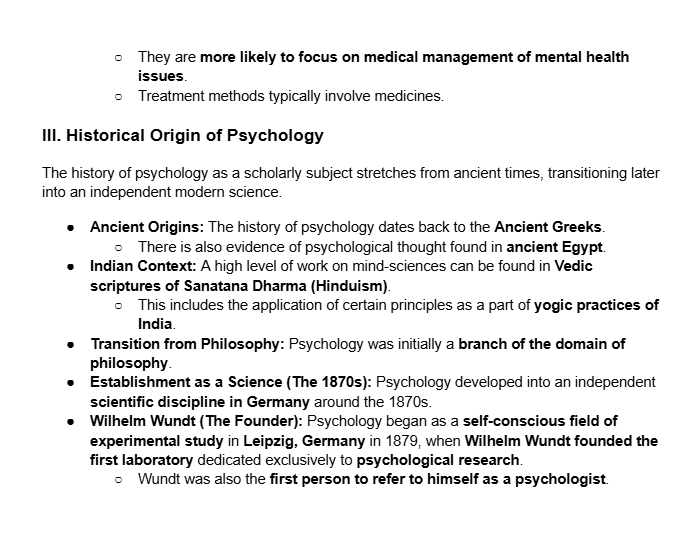 ○ They are more likely to focus on medical management of mental health
issues.
○ Treatment methods typically involve medicines.
III. Historical Origin of Psychology
The history of psychology as a scholarly subject stretches from ancient times, transitioning later
into an independent modern science.
● Ancient Origins: The history of psychology dates back to the Ancient Greeks.
○ There is also evidence of psychological thought found in ancient Egypt.
● Indian Context: A high level of work on mind-sciences can be found in Vedic
scriptures of Sanatana Dharma (Hinduism).
○ This includes the application of certain principles as a part of yogic practices of
India.
● Transition from Philosophy: Psychology was initially a branch of the domain of
philosophy.
● Establishment as a Science (The 1870s): Psychology developed into an independent
scientific discipline in Germany around the 1870s.
● Wilhelm Wundt (The Founder): Psychology began as a self-conscious field of
experimental study in Leipzig, Germany in 1879, when Wilhelm Wundt founded the
first laboratory dedicated exclusively to psychological research.
○ Wundt was also the first person to refer to himself as a psychologist.